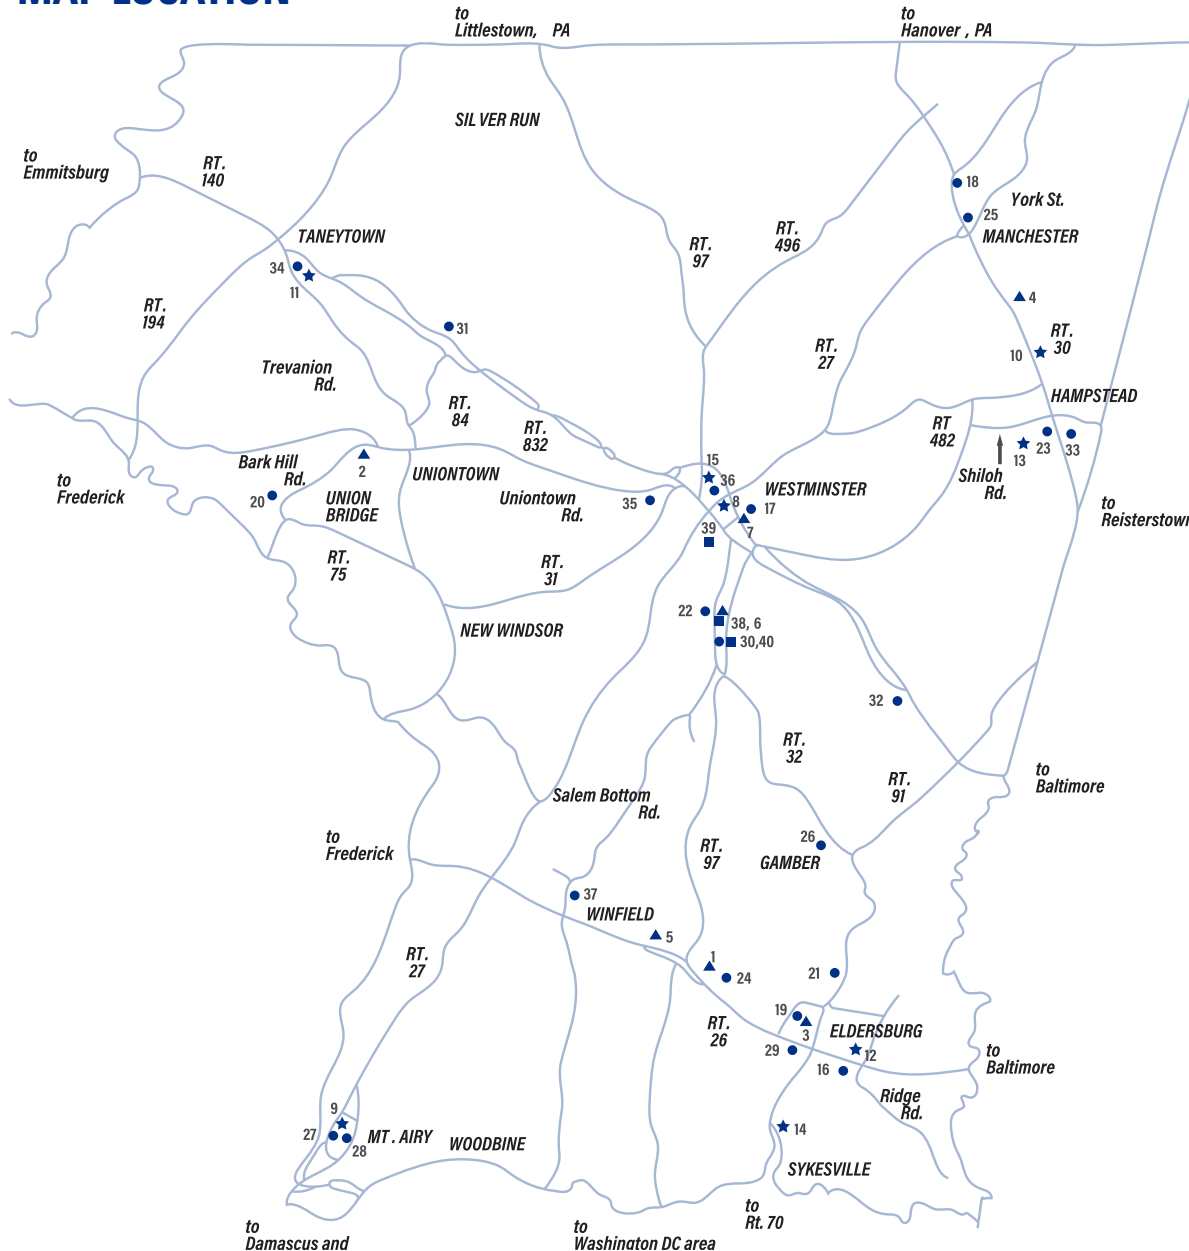 MAP LOCATION
to
Littlestown, PA
to
Hanover , PA
SILVER RUN
to
Emmitsburg
RT.
140
18
York St.
25
MANCHESTER
TANEYTOWN
RT.
97
RT.
496
34
11
4
RT.
194
31
RT.
30
10
RT.
27
Trevanion
Rd.
HAMPSTEAD
RT.
84
RT.
832
RT
482
23
33
13
Shiloh
Rd.
Bark Hill
Rd.
2
UNIONTOWN
to
Frederick
20
UNION
BRIDGE
Uniontown
Rd.
35
15
36
WESTMINSTER
8
17
7
39
to
Reisterstown
RT.
75
RT.
31
22
38, 6
30,40
NEW WINDSOR
32
RT.
32
to
Baltimore
RT.
91
Salem Bottom
Rd.
to
Frederick
RT.
97
26
GAMBER
37
WINFIELD
5
RT.
27
1
24
21
19
3
ELDERSBURG
RT.
26
29
12
16
to
Baltimore
Ridge
Rd.
9
27
28
MT . AIRY
WOODBINE
14
SYKESVILLE
to
Rt. 70
to
Damascus and
to
Washington DC area